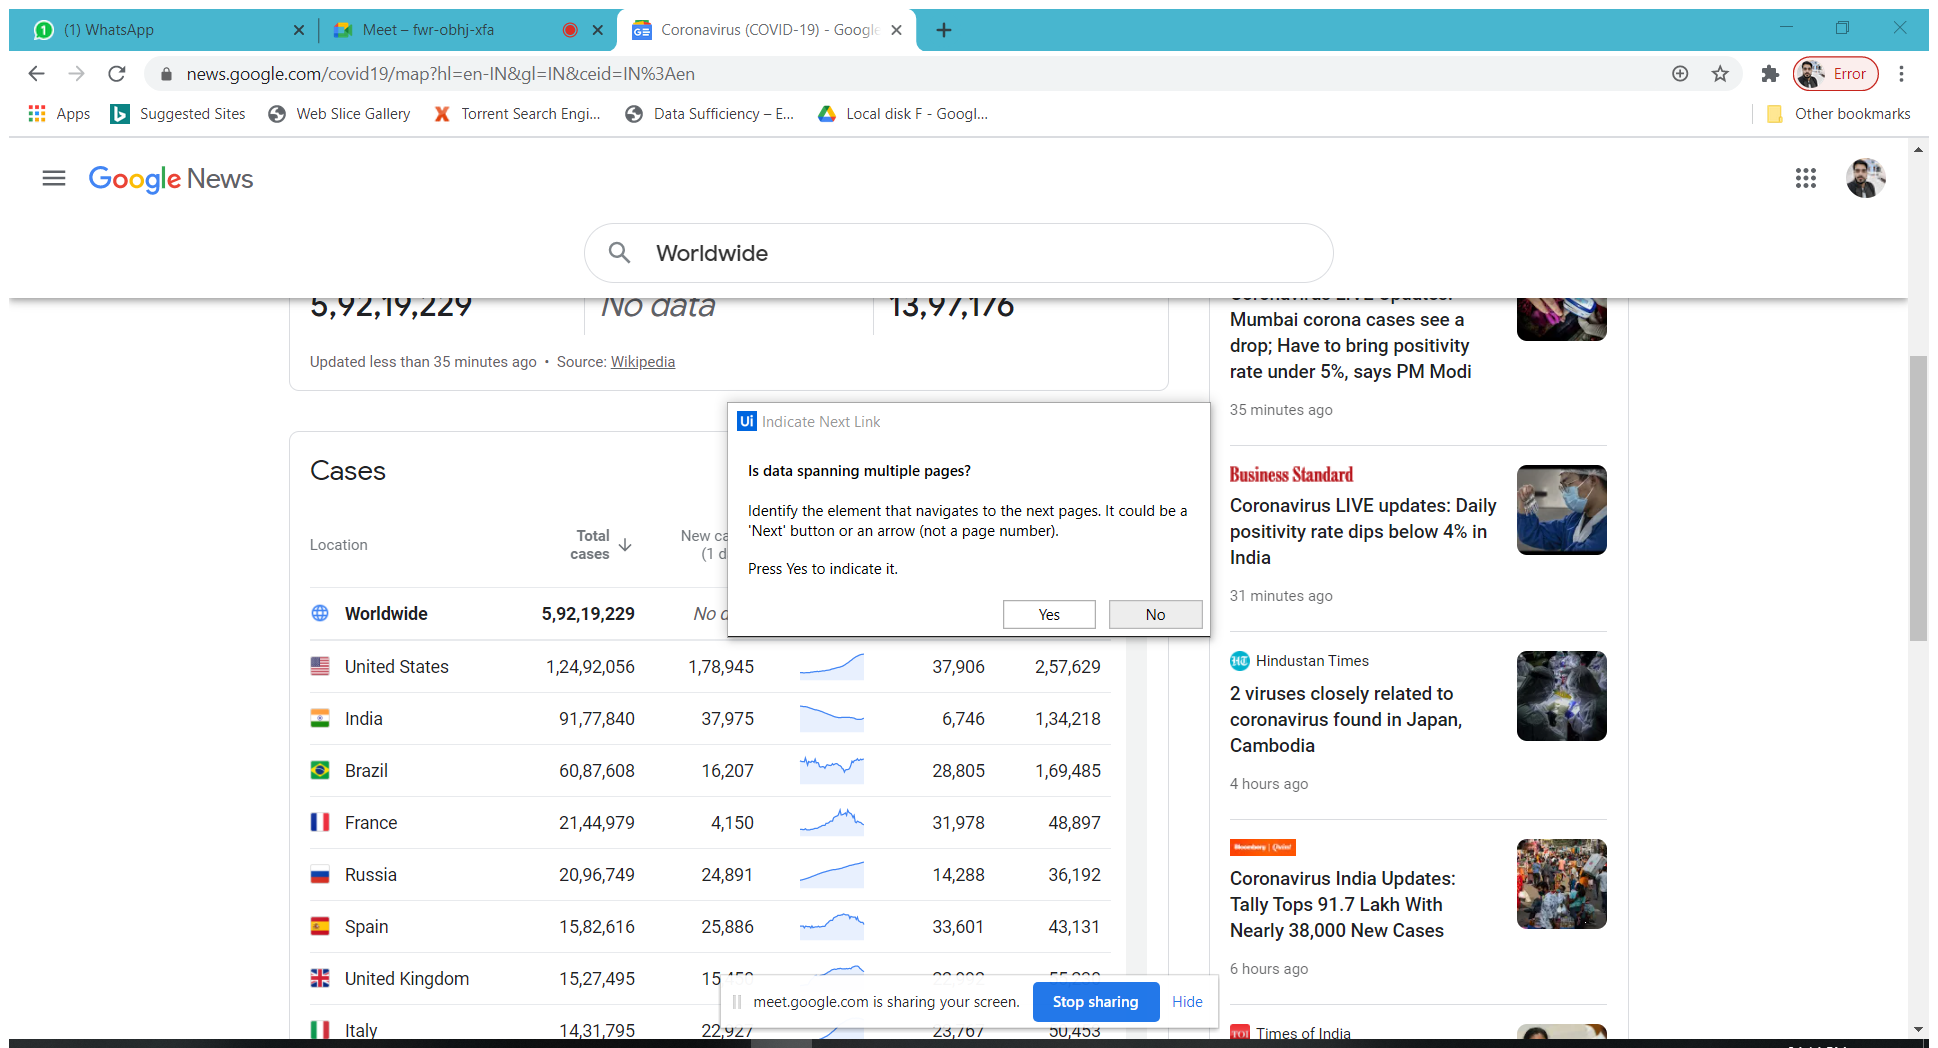 (1) WhatsApp
Meet – fwr-obhj-xfa
Coronavirus (COVID-19) - Google
news.google.com/covid19/map?hl=en-IN&gl=IN&ceid=IN%3Aen
Error
Apps
Suggested Sites
Web Slice Gallery
Torrent Search Engi...
Data Sufficiency – E...
Local disk F - Googl...
Other bookmarks
Google News
Worldwide
5,92,19,229
No data
13,97,176
Updated less than 35 minutes ago • Source: Wikipedia
Cases
Location
Total cases
New ca
(1 d
Worldwide 5,92,19,229 No d
United States 1,24,92,056 1,78,945 37,906 2,57,629
India 91,77,840 37,975 6,746 1,34,218
Brazil 60,87,608 16,207 28,805 1,69,485
France 21,44,979 4,150 31,978 48,897
Russia 20,96,749 24,891 14,288 36,192
Spain 15,82,616 25,886 33,601 43,131
United Kingdom 15,27,495
Italy 14,31,795 22,927 23,767 50,453
Ui Indicate Next Link
Is data spanning multiple pages?
Identify the element that navigates to the next pages. It could be a
'Next' button or an arrow (not a page number).
Press Yes to indicate it.
Yes
No
meet.google.com is sharing your screen.
Stop sharing
Hide
Coronavirus LIVE Updates:
Mumbai corona cases see a
drop; Have to bring positivity
rate under 5%, says PM Modi
35 minutes ago
Business Standard
Coronavirus LIVE updates: Daily
positivity rate dips below 4% in
India
31 minutes ago
HT Hindustan Times
2 viruses closely related to
coronavirus found in Japan,
Cambodia
4 hours ago
Bloomberg | Quint
Coronavirus India Updates:
Tally Tops 91.7 Lakh With
Nearly 38,000 New Cases
6 hours ago
TOI Times of India